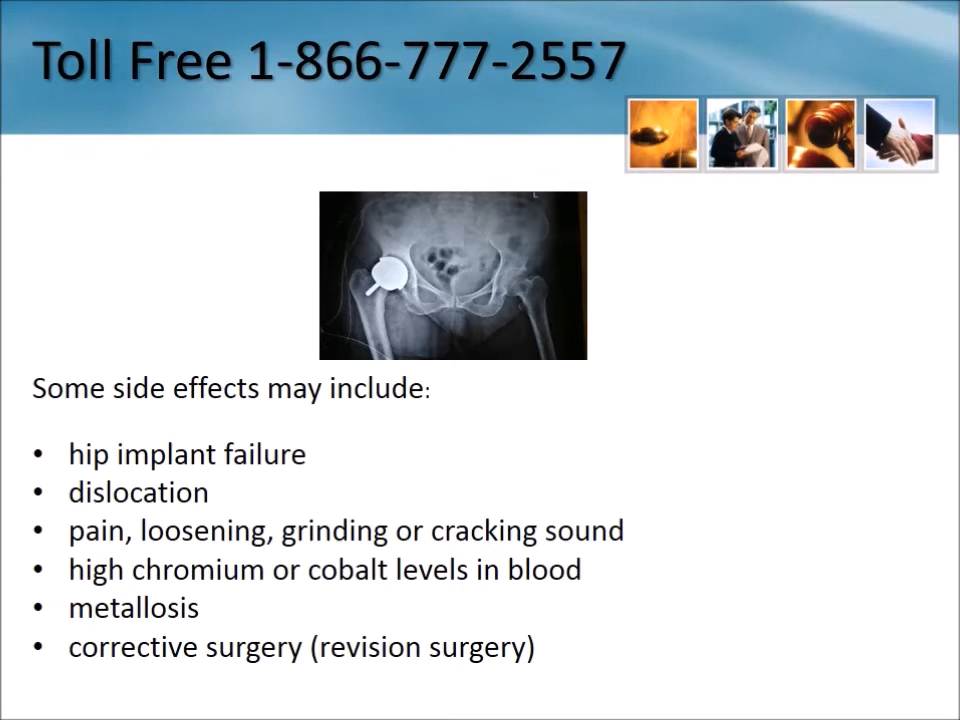 Toll Free 1-866-777-2557
Some side effects may include:
• hip implant failure
• dislocation
• pain, loosening, grinding or cracking sound
• high chromium or cobalt levels in blood
• metallosis
• corrective surgery (revision surgery)